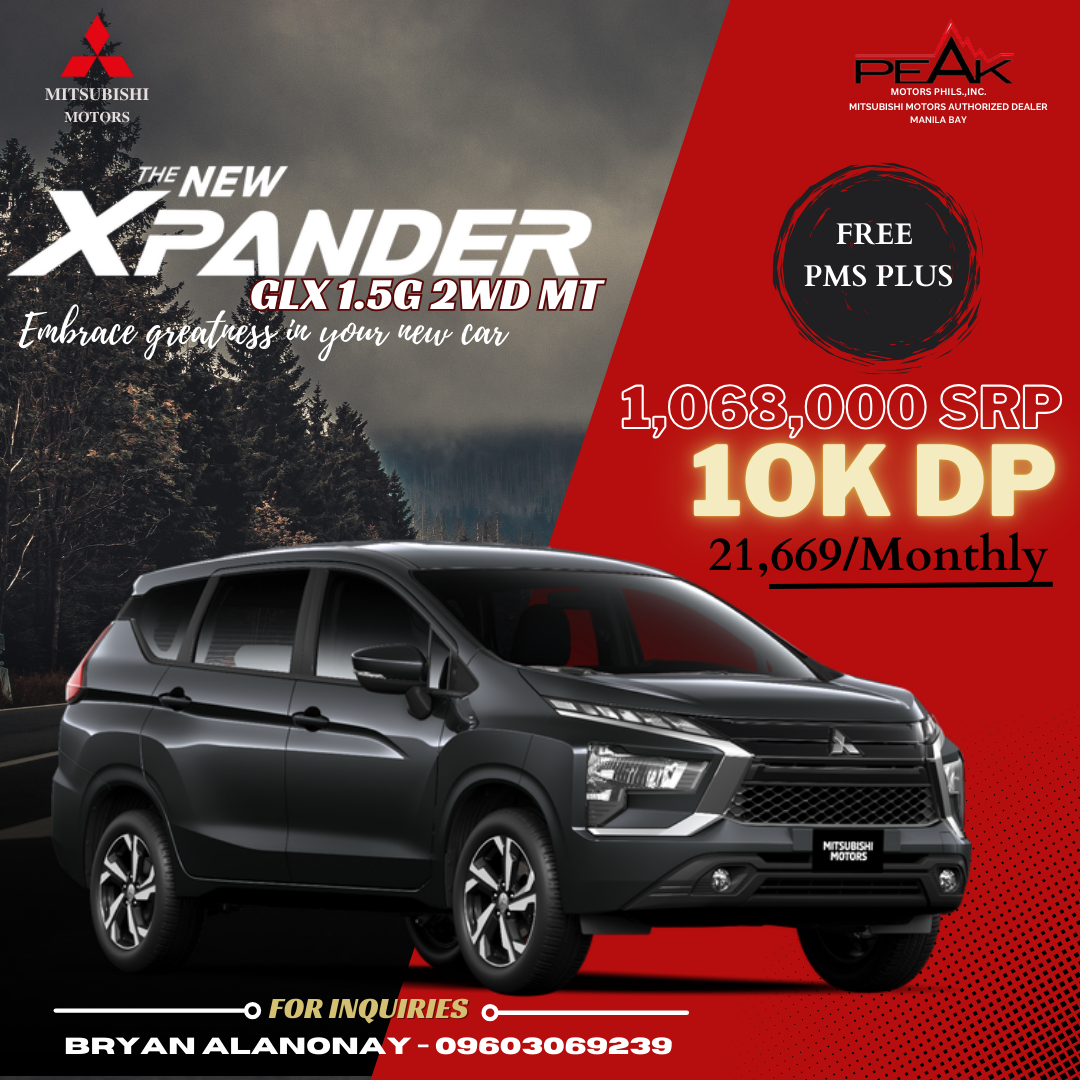 MITSUBISHI
MOTORS
PEAK
MOTORS PHILS.,INC.
MITSUBISHI MOTORS AUTHORIZED DEALER
MANILA BAY
THE NEW
XPANDER
GLX 1.5G 2WD MT
Embrace greatness in your new car
FREE
PMS PLUS
1,068,000 SRP
10K DP
21,669/Monthly
MITSUBISHI
MOTORS
FOR INQUIRIES
BRYAN ALANONAY - 09603069239